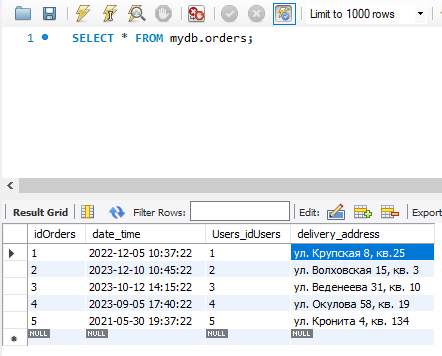 Limit to 1000 rows
1 SELECT * FROM mydb.orders;
Result Grid Filter Rows: Edit: Export
idOrders date_time Users_idUsers delivery_address
1 2022-12-05 10:37:22 1 ул. Крупская 8, кв.25
2 2023-12-10 10:45:22 2 ул. Волховская 15, кв. 3
3 2023-10-12 14:15:22 3 ул. Веденеева 31, кв. 10
4 2023-09-05 17:40:22 4 ул. Окулова 58, кв. 19
5 2021-05-30 19:37:22 5 ул. Кронита 4, кв. 134
NULL NULL NULL NULL